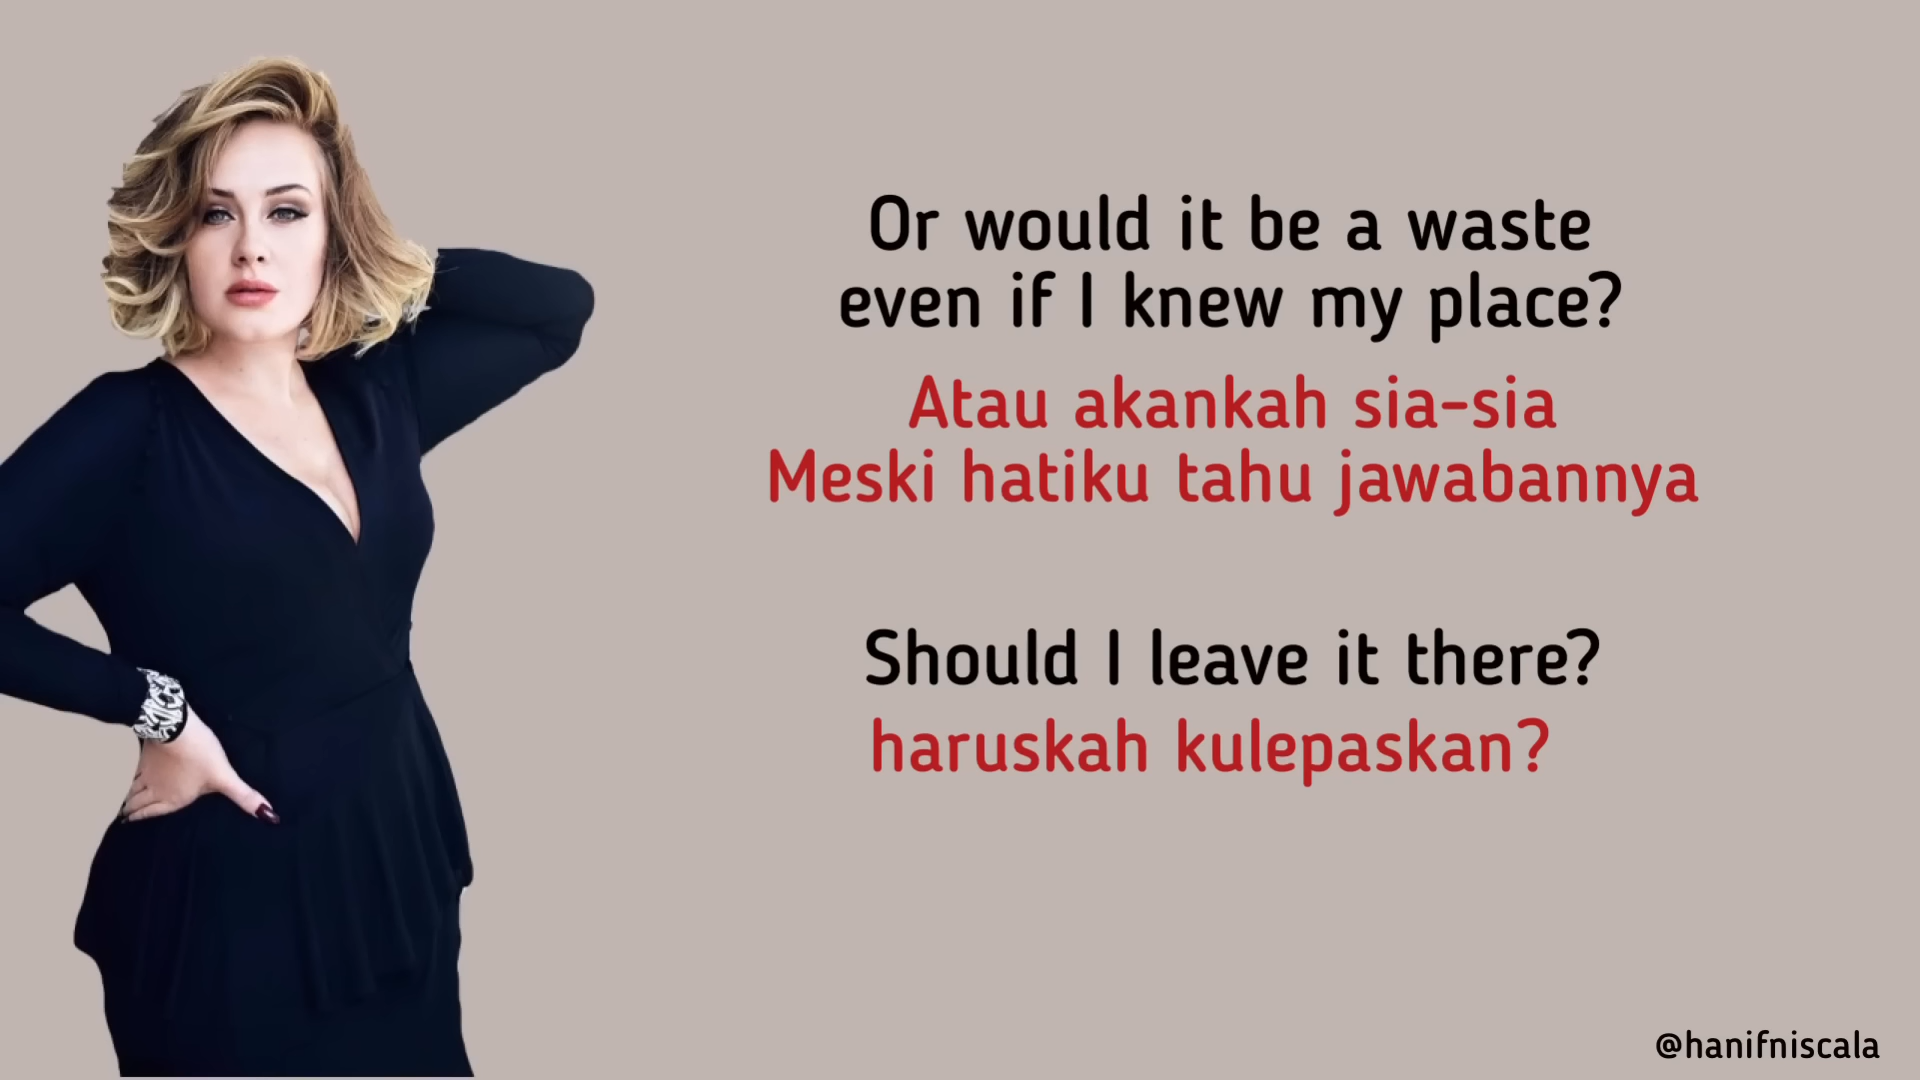 Or would it be a waste
even if I knew my place?
Atau akankah sia-sia
Meski hatiku tahu jawabannya
Should I leave it there?
haruskah kulepaskan?
@hanifniscala